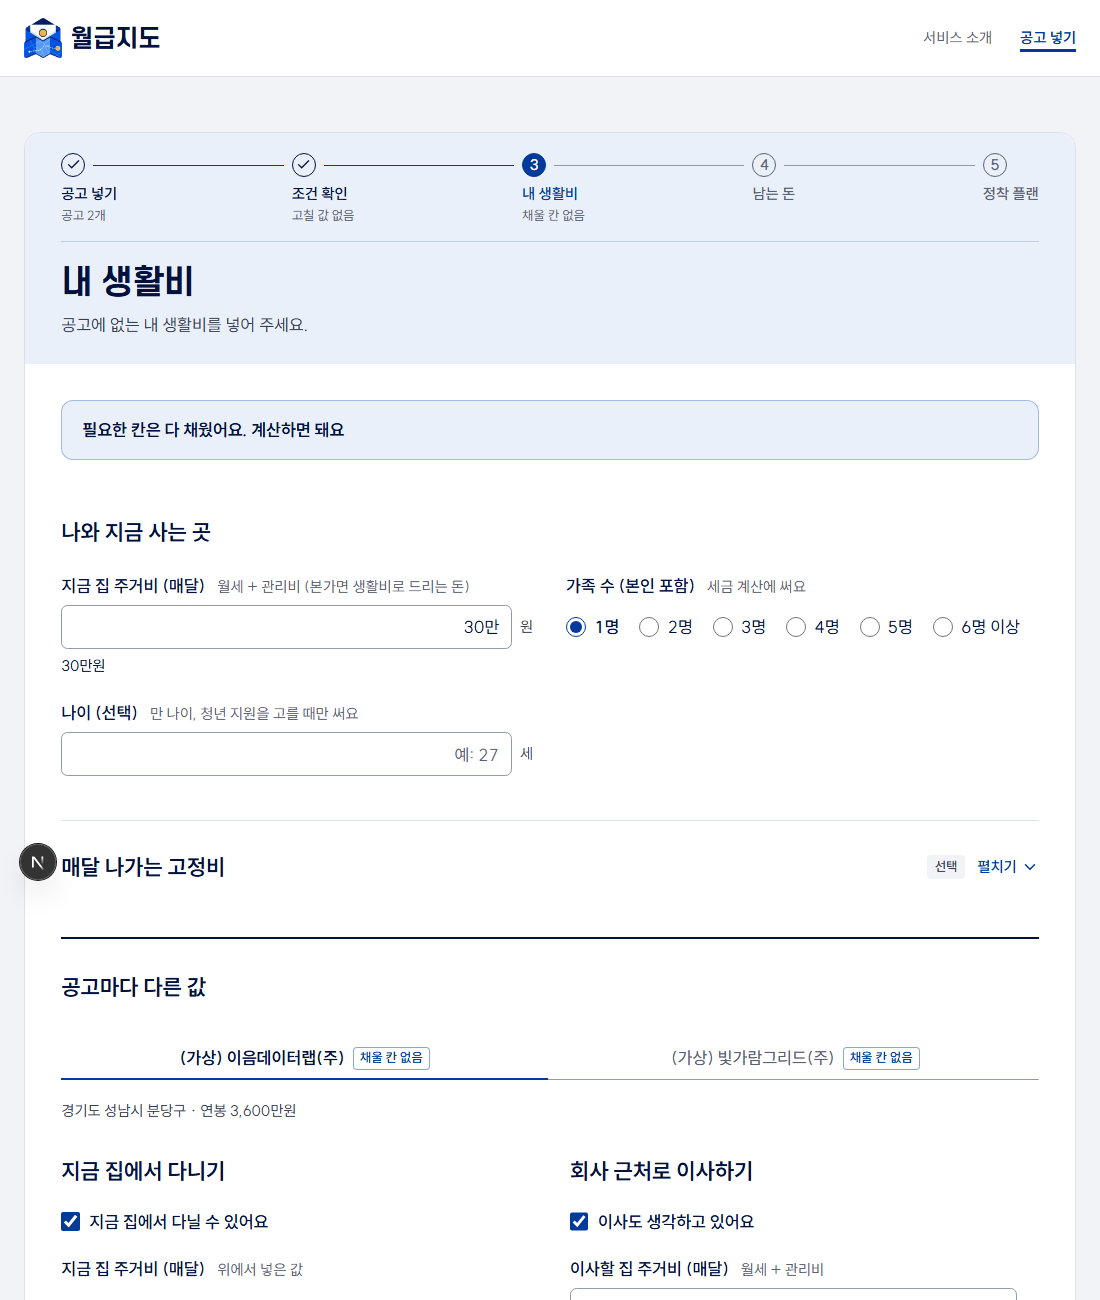 월급지도
서비스 소개
공고 넣기
3
4
5
공고 넣기
조건 확인
내 생활비
남는 돈
정착 플랜
공고 2개
고칠 값 없음
채울 칸 없음
내 생활비
공고에 없는 내 생활비를 넣어 주세요.
필요한 칸은 다 채웠어요. 계산하면 돼요
나와 지금 사는 곳
지금 집 주거비 (매달) 월세 + 관리비 (본가면 생활비로 드리는 돈)
30만 원
30만원
가족 수 (본인 포함) 세금 계산에 써요
1명 2명 3명 4명 5명 6명 이상
나이 (선택) 만 나이, 청년 지원을 고를 때만 써요
예: 27 세
N
매달 나가는 고정비
선택 펼치기
공고마다 다른 값
(가상) 이음데이터랩(주) 채울 칸 없음
(가상) 빛가람그리드(주) 채울 칸 없음
경기도 성남시 분당구 · 연봉 3,600만원
지금 집에서 다니기
지금 집에서 다닐 수 있어요
지금 집 주거비 (매달) 위에서 넣은 값
회사 근처로 이사하기
이사도 생각하고 있어요
이사할 집 주거비 (매달) 월세 + 관리비